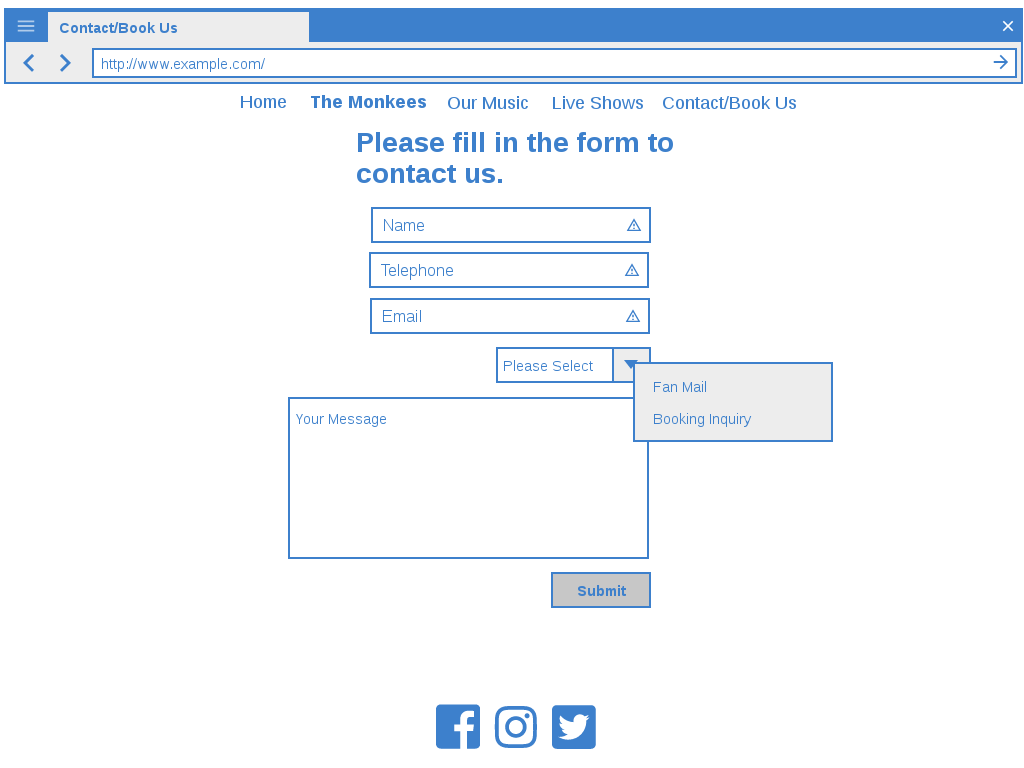 Contact/Book Us
http://www.example.com/
Home The Monkees Our Music Live Shows Contact/Book Us
Please fill in the form to
contact us.
Name
Telephone
Email
Please Select
Fan Mail
Booking Inquiry
Your Message
Submit